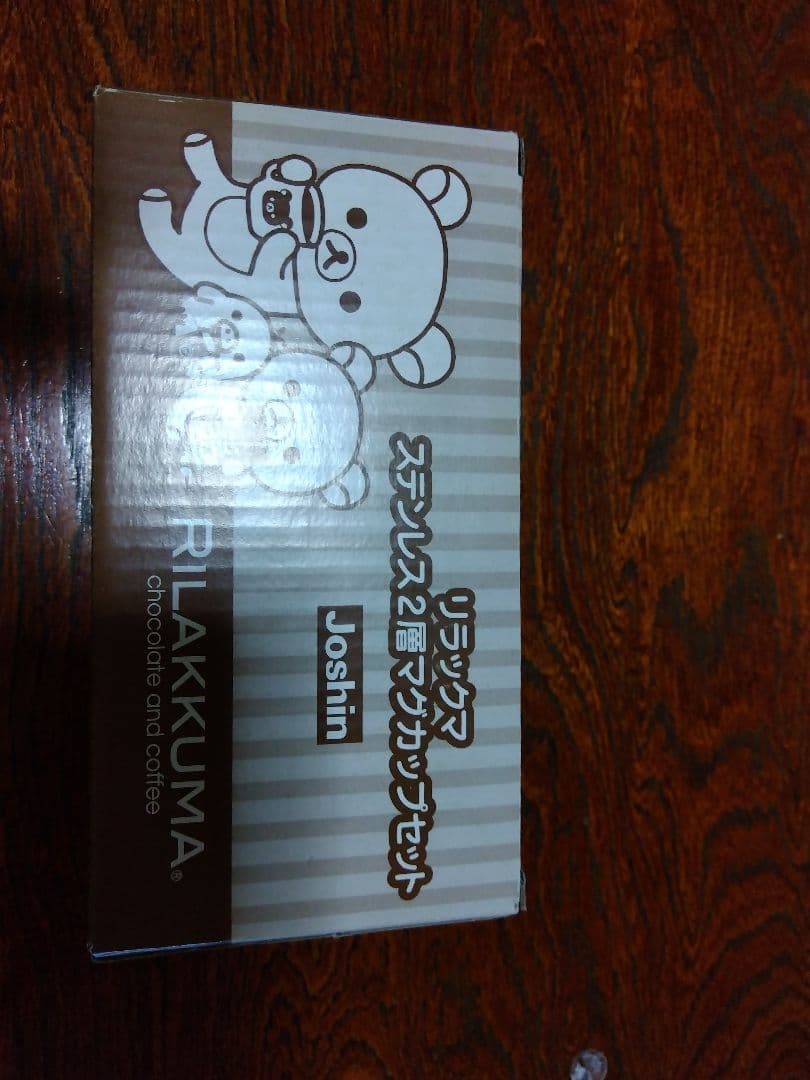 リラックマ
ステンレス2層マグカップセット
Joshin
RILAKKUMA®
chocolate and coffee